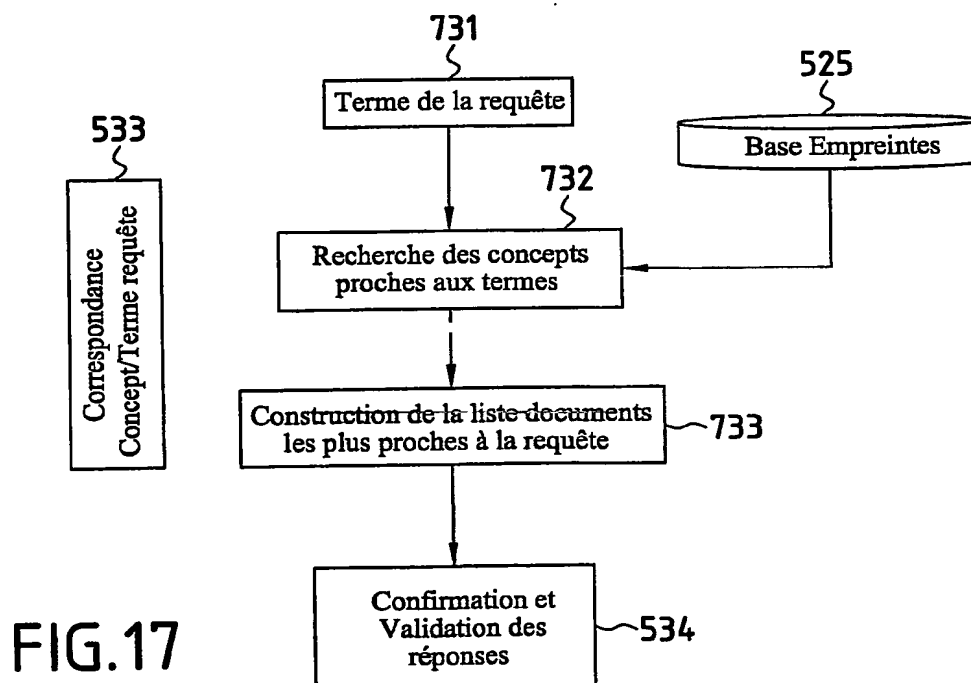 731
Terme de la requête
525
Base Empreintes
533
Correspondance
Concept/Terme requête
732
Recherche des concepts
proches aux termes
Construction de la liste documents
les plus proches à la requête
733
Confirmation et
Validation des
réponses
534
FIG.17